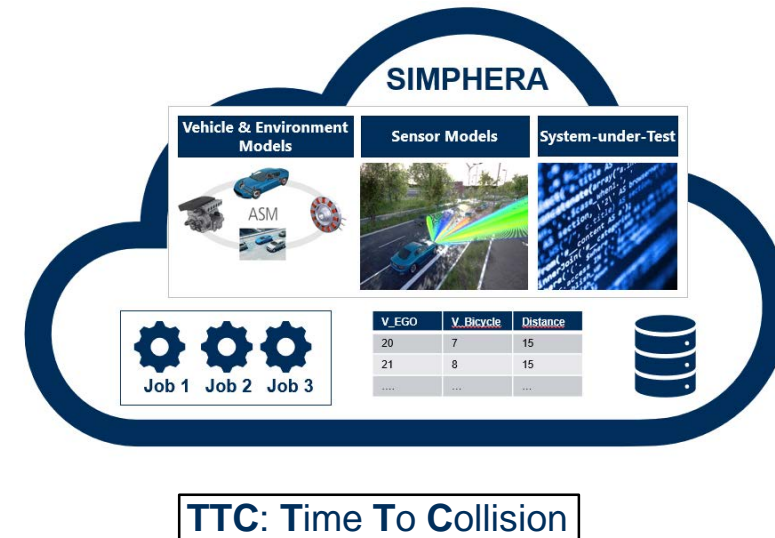 SIMPHERA
Vehicle & Environment
Models
Sensor Models
System-under-Test
ASM
V_EGO V_Bicycle Distance
20 7 15
21 8 15
.... ... ...
Job 1 Job 2 Job 3
TTC: Time To Collision